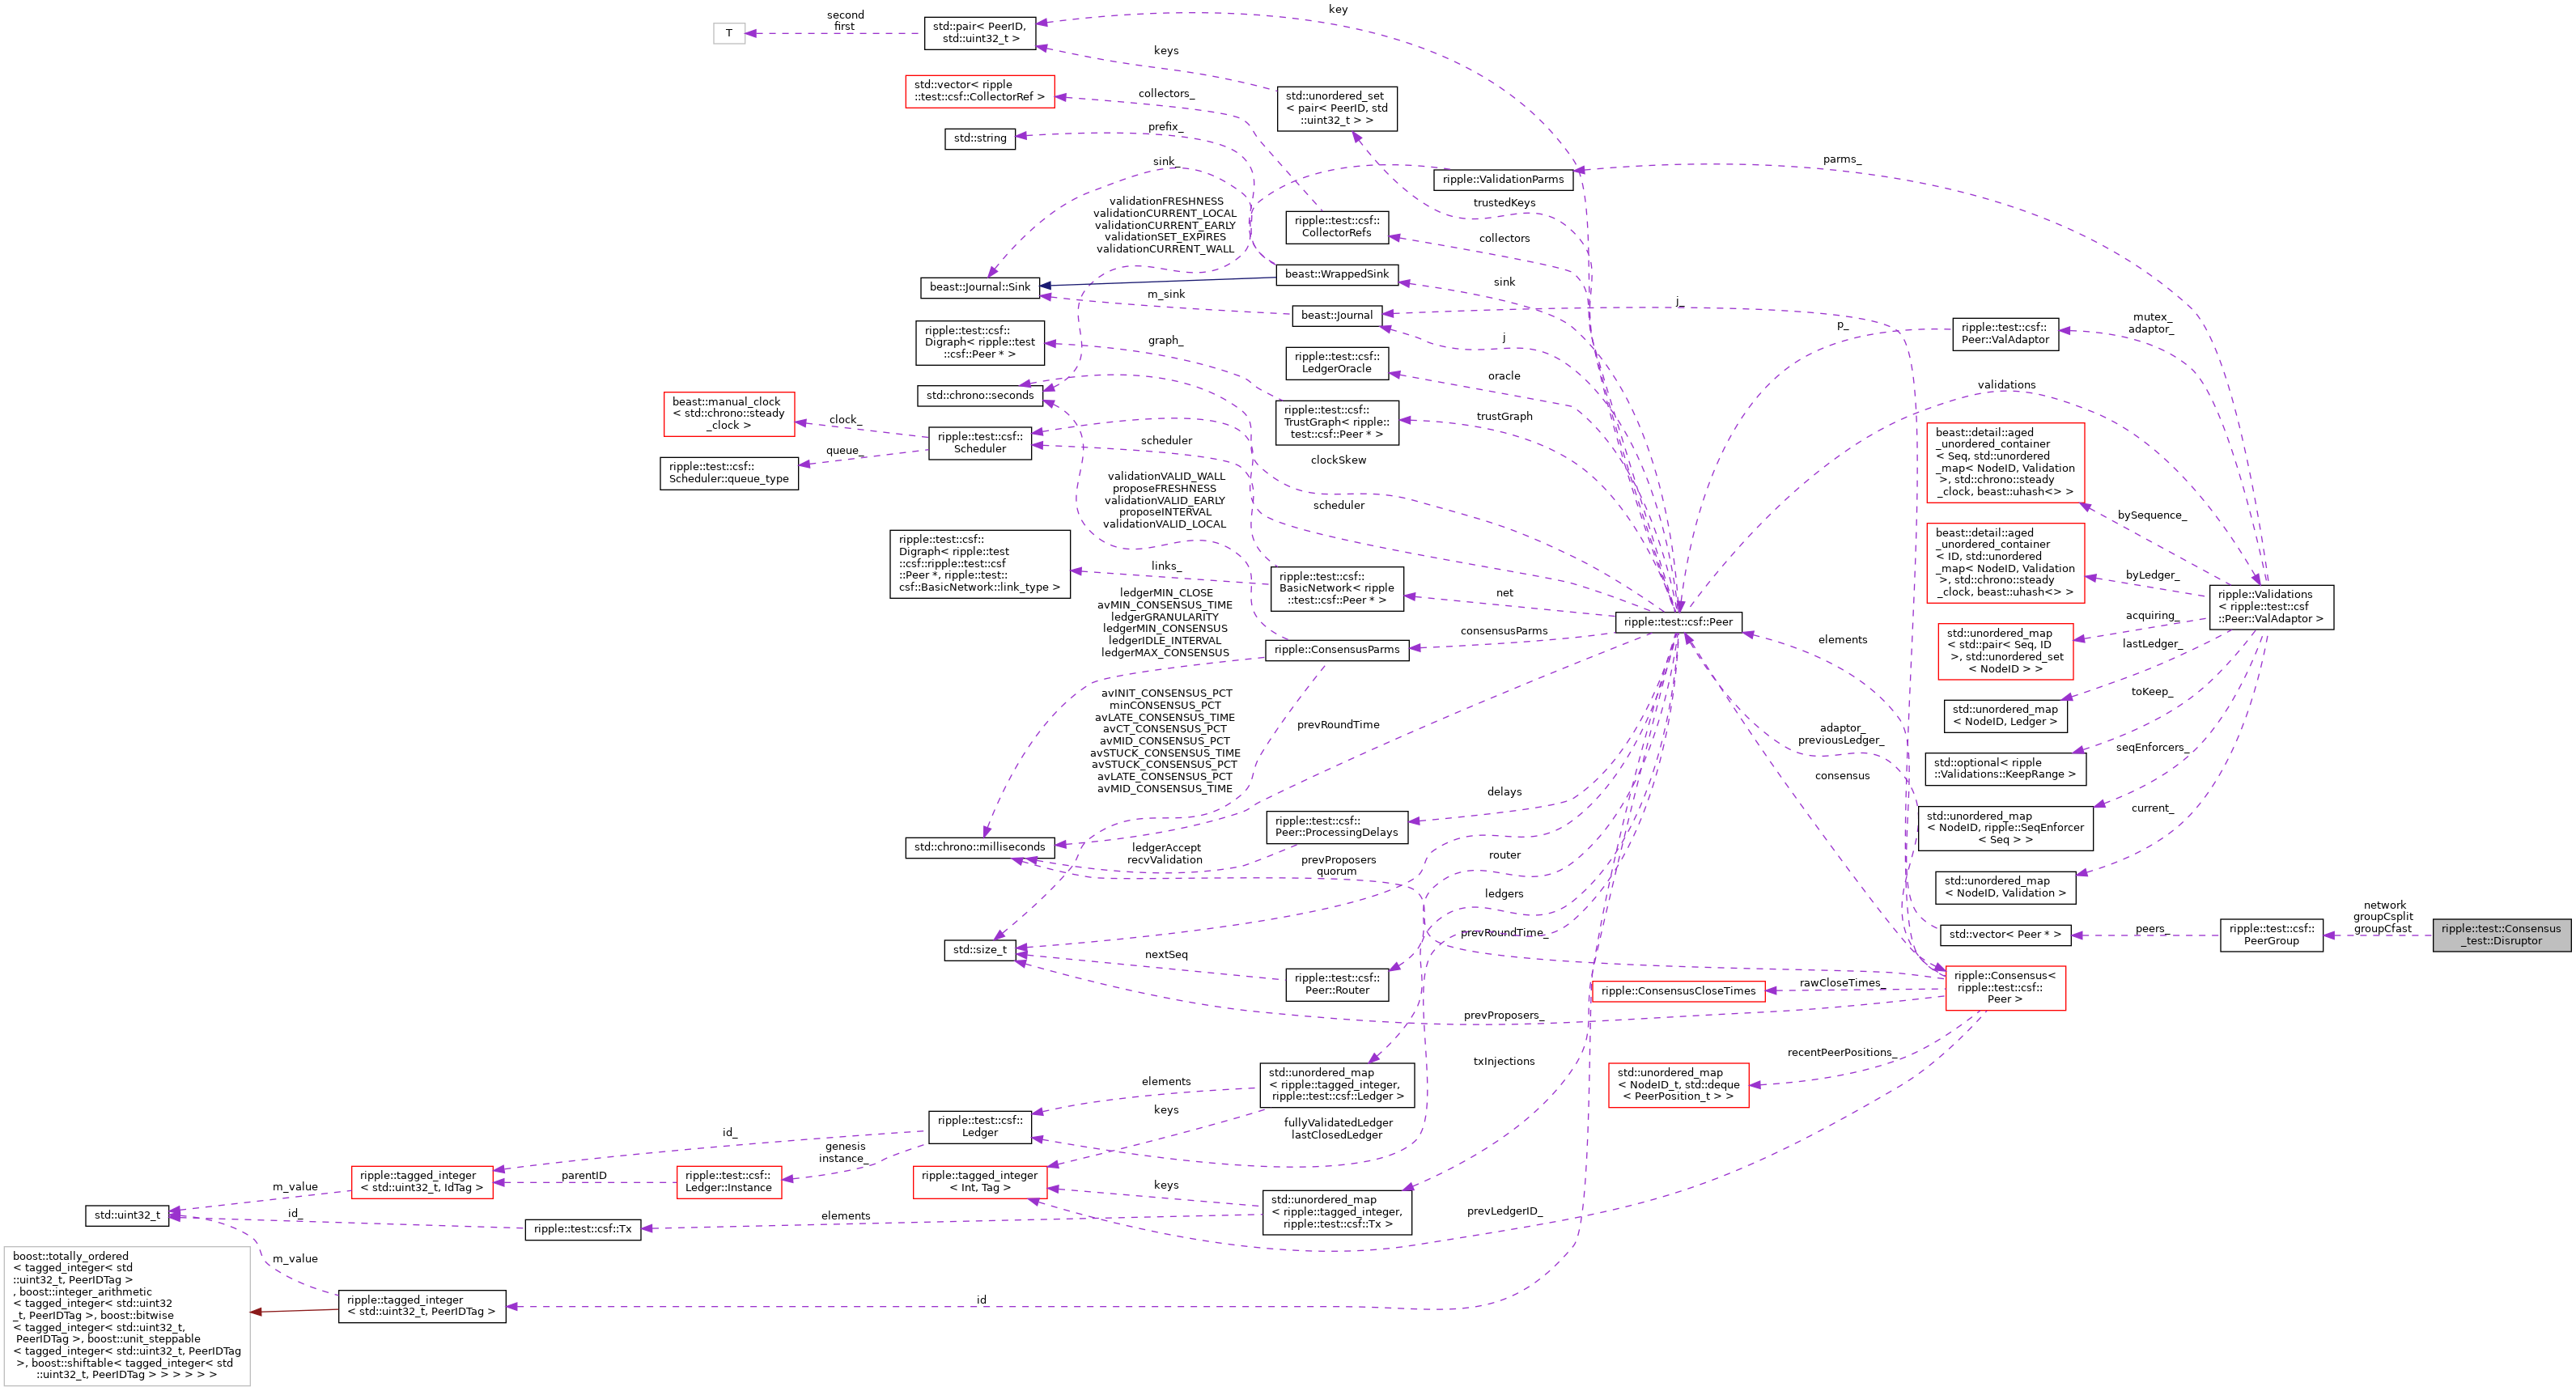 T
second
first
std::pair< PeerID,
std::uint32_t >
key
keys
std::vector< ripple
::test::csf::CollectorRef >
collectors_
std::unordered_set
< pair< PeerID, std
::uint32_t > >
std::string
prefix_
sink_
ripple::ValidationParms
parms_
trustedKeys
validationFRESHNESS
validationCURRENT_LOCAL
validationCURRENT_EARLY
validationSET_EXPIRES
validationCURRENT_WALL
ripple::test::csf::
CollectorRefs
collectors
beast::Journal::Sink
beast::WrappedSink
sink
m_sink
beast::Journal
j_
j
ripple::test::csf::
Digraph< ripple::test
::csf::Peer * >
graph_
ripple::test::csf::
LedgerOracle
oracle
p_
ripple::test::csf::
Peer::ValAdaptor
mutex_
adaptor_
std::chrono::seconds
ripple::test::csf::
TrustGraph< ripple::
test::csf::Peer * >
trustGraph
validations
beast::manual_clock
< std::chrono::steady
_clock >
clock_
queue_
ripple::test::csf::
Scheduler::queue_type
ripple::test::csf::
Scheduler
scheduler
clockSkew
scheduler
beast::detail::aged
_unordered_container
< Seq, std::unordered
_map< NodeID, Validation
>, std::chrono::steady
_clock, beast::uhash<> >
bySequence_
validationVALID_WALL
proposeFRESHNESS
validationVALID_EARLY
proposeINTERVAL
validationVALID_LOCAL
ripple::test::csf::
Digraph< ripple::test
::csf::ripple::test::csf
::Peer *, ripple::test::
csf::BasicNetwork::link_type >
links_
ripple::test::csf::
BasicNetwork< ripple
::test::csf::Peer * >
net
beast::detail::aged
_unordered_container
< ID, std::unordered
_map< NodeID, Validation
>, std::chrono::steady
_clock, beast::uhash<> >
byLedger_
ripple::Validations
< ripple::test::csf
::Peer::ValAdaptor >
ripple::test::csf::Peer
ledgerMIN_CLOSE
avMIN_CONSENSUS_TIME
ledgerGRANULARITY
ledgerMIN_CONSENSUS
ledgerIDLE_INTERVAL
ledgerMAX_CONSENSUS
ripple::ConsensusParms
consensusParms
elements
std::unordered_map
< std::pair< Seq, ID
>, std::unordered_set
< NodeID > >
acquiring_
lastLedger_
std::unordered_map
< NodeID, Ledger >
toKeep_
avINIT_CONSENSUS_PCT
minCONSENSUS_PCT
avLATE_CONSENSUS_TIME
avCT_CONSENSUS_PCT
avMID_CONSENSUS_PCT
avSTUCK_CONSENSUS_TIME
avSTUCK_CONSENSUS_PCT
avLATE_CONSENSUS_PCT
avMID_CONSENSUS_TIME
prevRoundTime
adaptor_
previousLedger_
std::optional< ripple
::Validations::KeepRange >
seqEnforcers_
consensus
delays
std::unordered_map
< NodeID, ripple::SeqEnforcer
< Seq > >
current_
std::chrono::milliseconds
ripple::test::csf::
Peer::ProcessingDelays
ledgerAccept
recvValidation
prevProposers
quorum
router
std::unordered_map
< NodeID, Validation >
ledgers
prevRoundTime_
std::vector< Peer * >
peers_
ripple::test::csf::
PeerGroup
network
groupCsplit
groupCfast
ripple::test::Consensus
_test::Disruptor
std::size_t
nextSeq
ripple::test::csf::
Peer::Router
ripple::ConsensusCloseTimes
rawCloseTimes_
ripple::Consensus<
ripple::test::csf::
Peer >
prevProposers_
txInjections
recentPeerPositions_
std::unordered_map
< NodeID_t, std::deque
< PeerPosition_t > >
std::unordered_map
< ripple::tagged_integer,
ripple::test::csf::Ledger >
elements
keys
ripple::test::csf::
Ledger
fullyValidatedLedger
lastClosedLedger
id_
genesis
instance_
ripple::tagged_integer
< std::uint32_t, IdTag >
parentID
ripple::test::csf::
Ledger::Instance
ripple::tagged_integer
< Int, Tag >
keys
m_value
std::uint32_t
id_
ripple::test::csf::Tx
elements
std::unordered_map
< ripple::tagged_integer,
ripple::test::csf::Tx >
prevLedgerID_
m_value
boost::totally_ordered
< tagged_integer< std
::uint32_t, PeerIDTag >
, boost::integer_arithmetic
< tagged_integer< std::uint32
_t, PeerIDTag >, boost::bitwise
< tagged_integer< std::uint32_t,
PeerIDTag >, boost::unit_steppable
< tagged_integer< std::uint32_t, PeerIDTag
>, boost::shiftable< tagged_integer< std
::uint32_t, PeerIDTag > > > > > >
ripple::tagged_integer
< std::uint32_t, PeerIDTag >
id